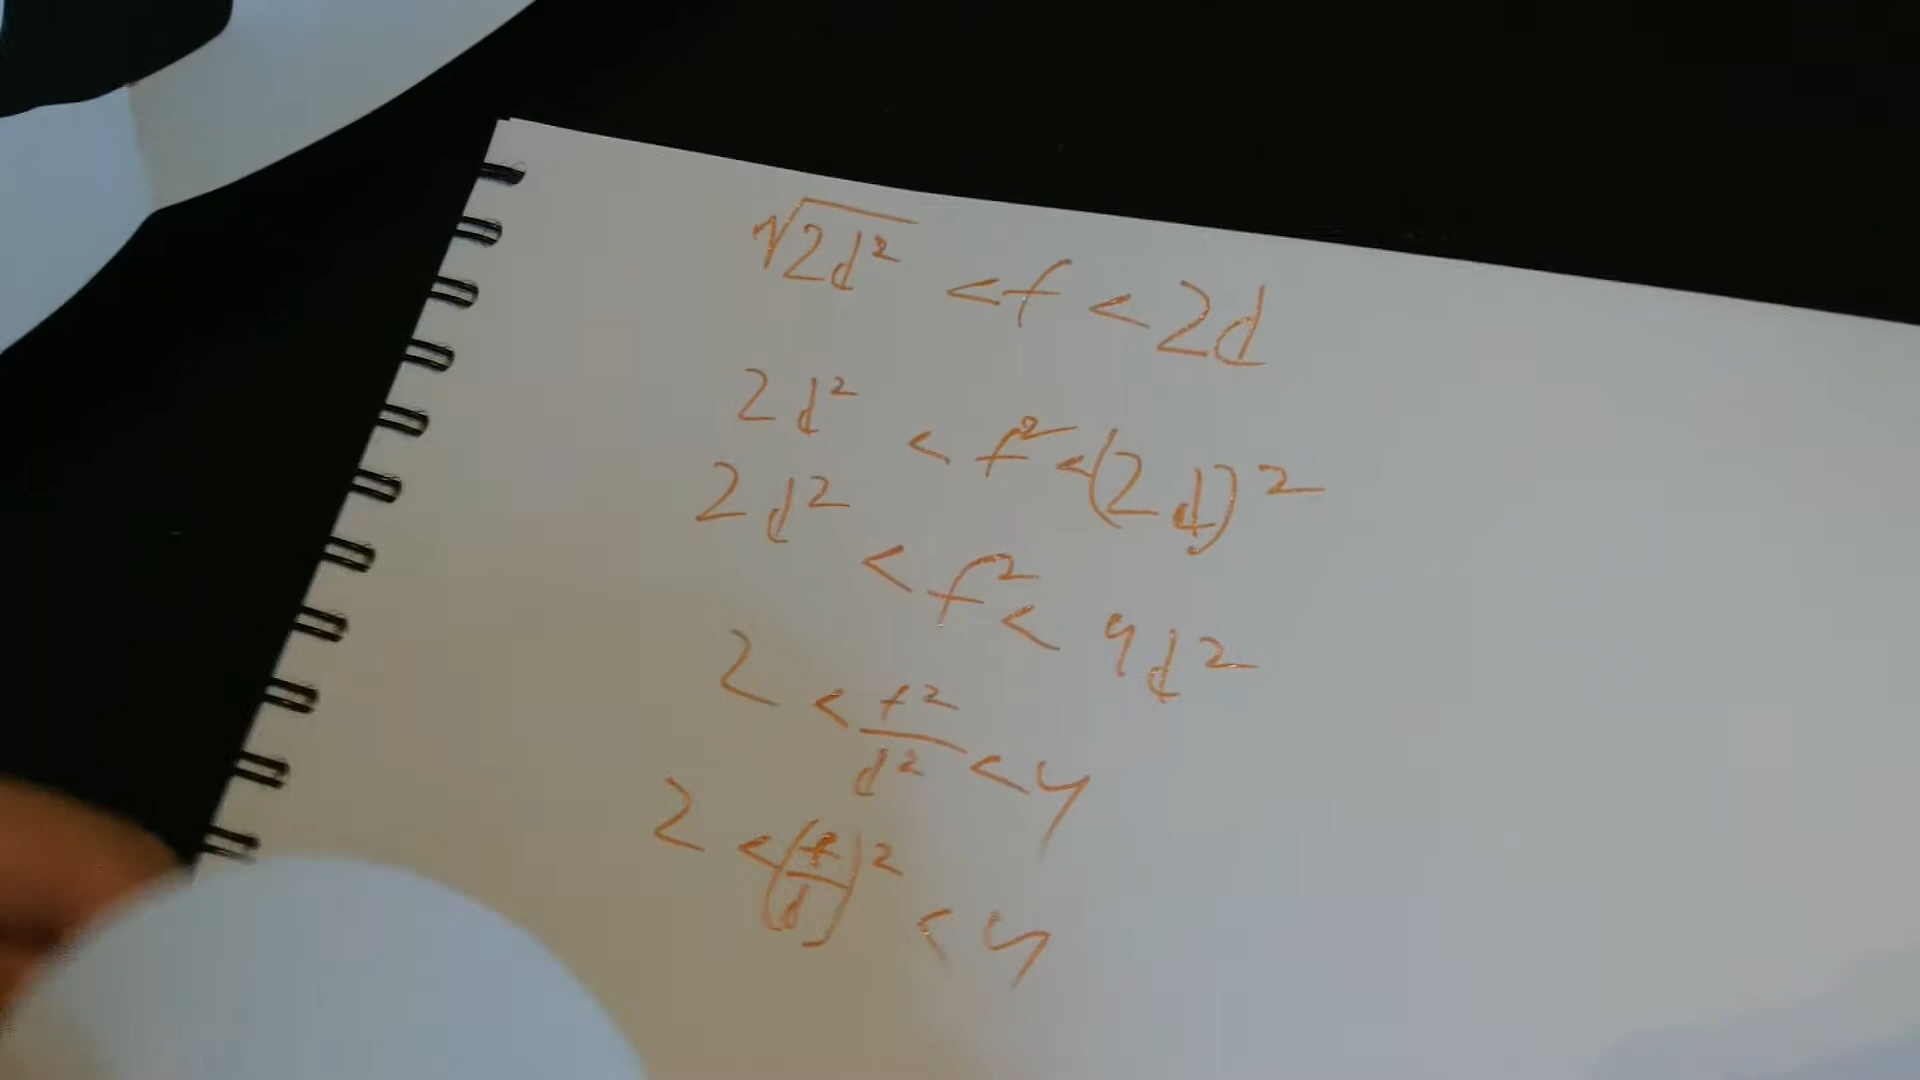 √2d² < f < 2d
2d² < f² < (2d)²
2d² < f² < 4d²
2 < f²/d² < 4
2 < (f/d)² < 4